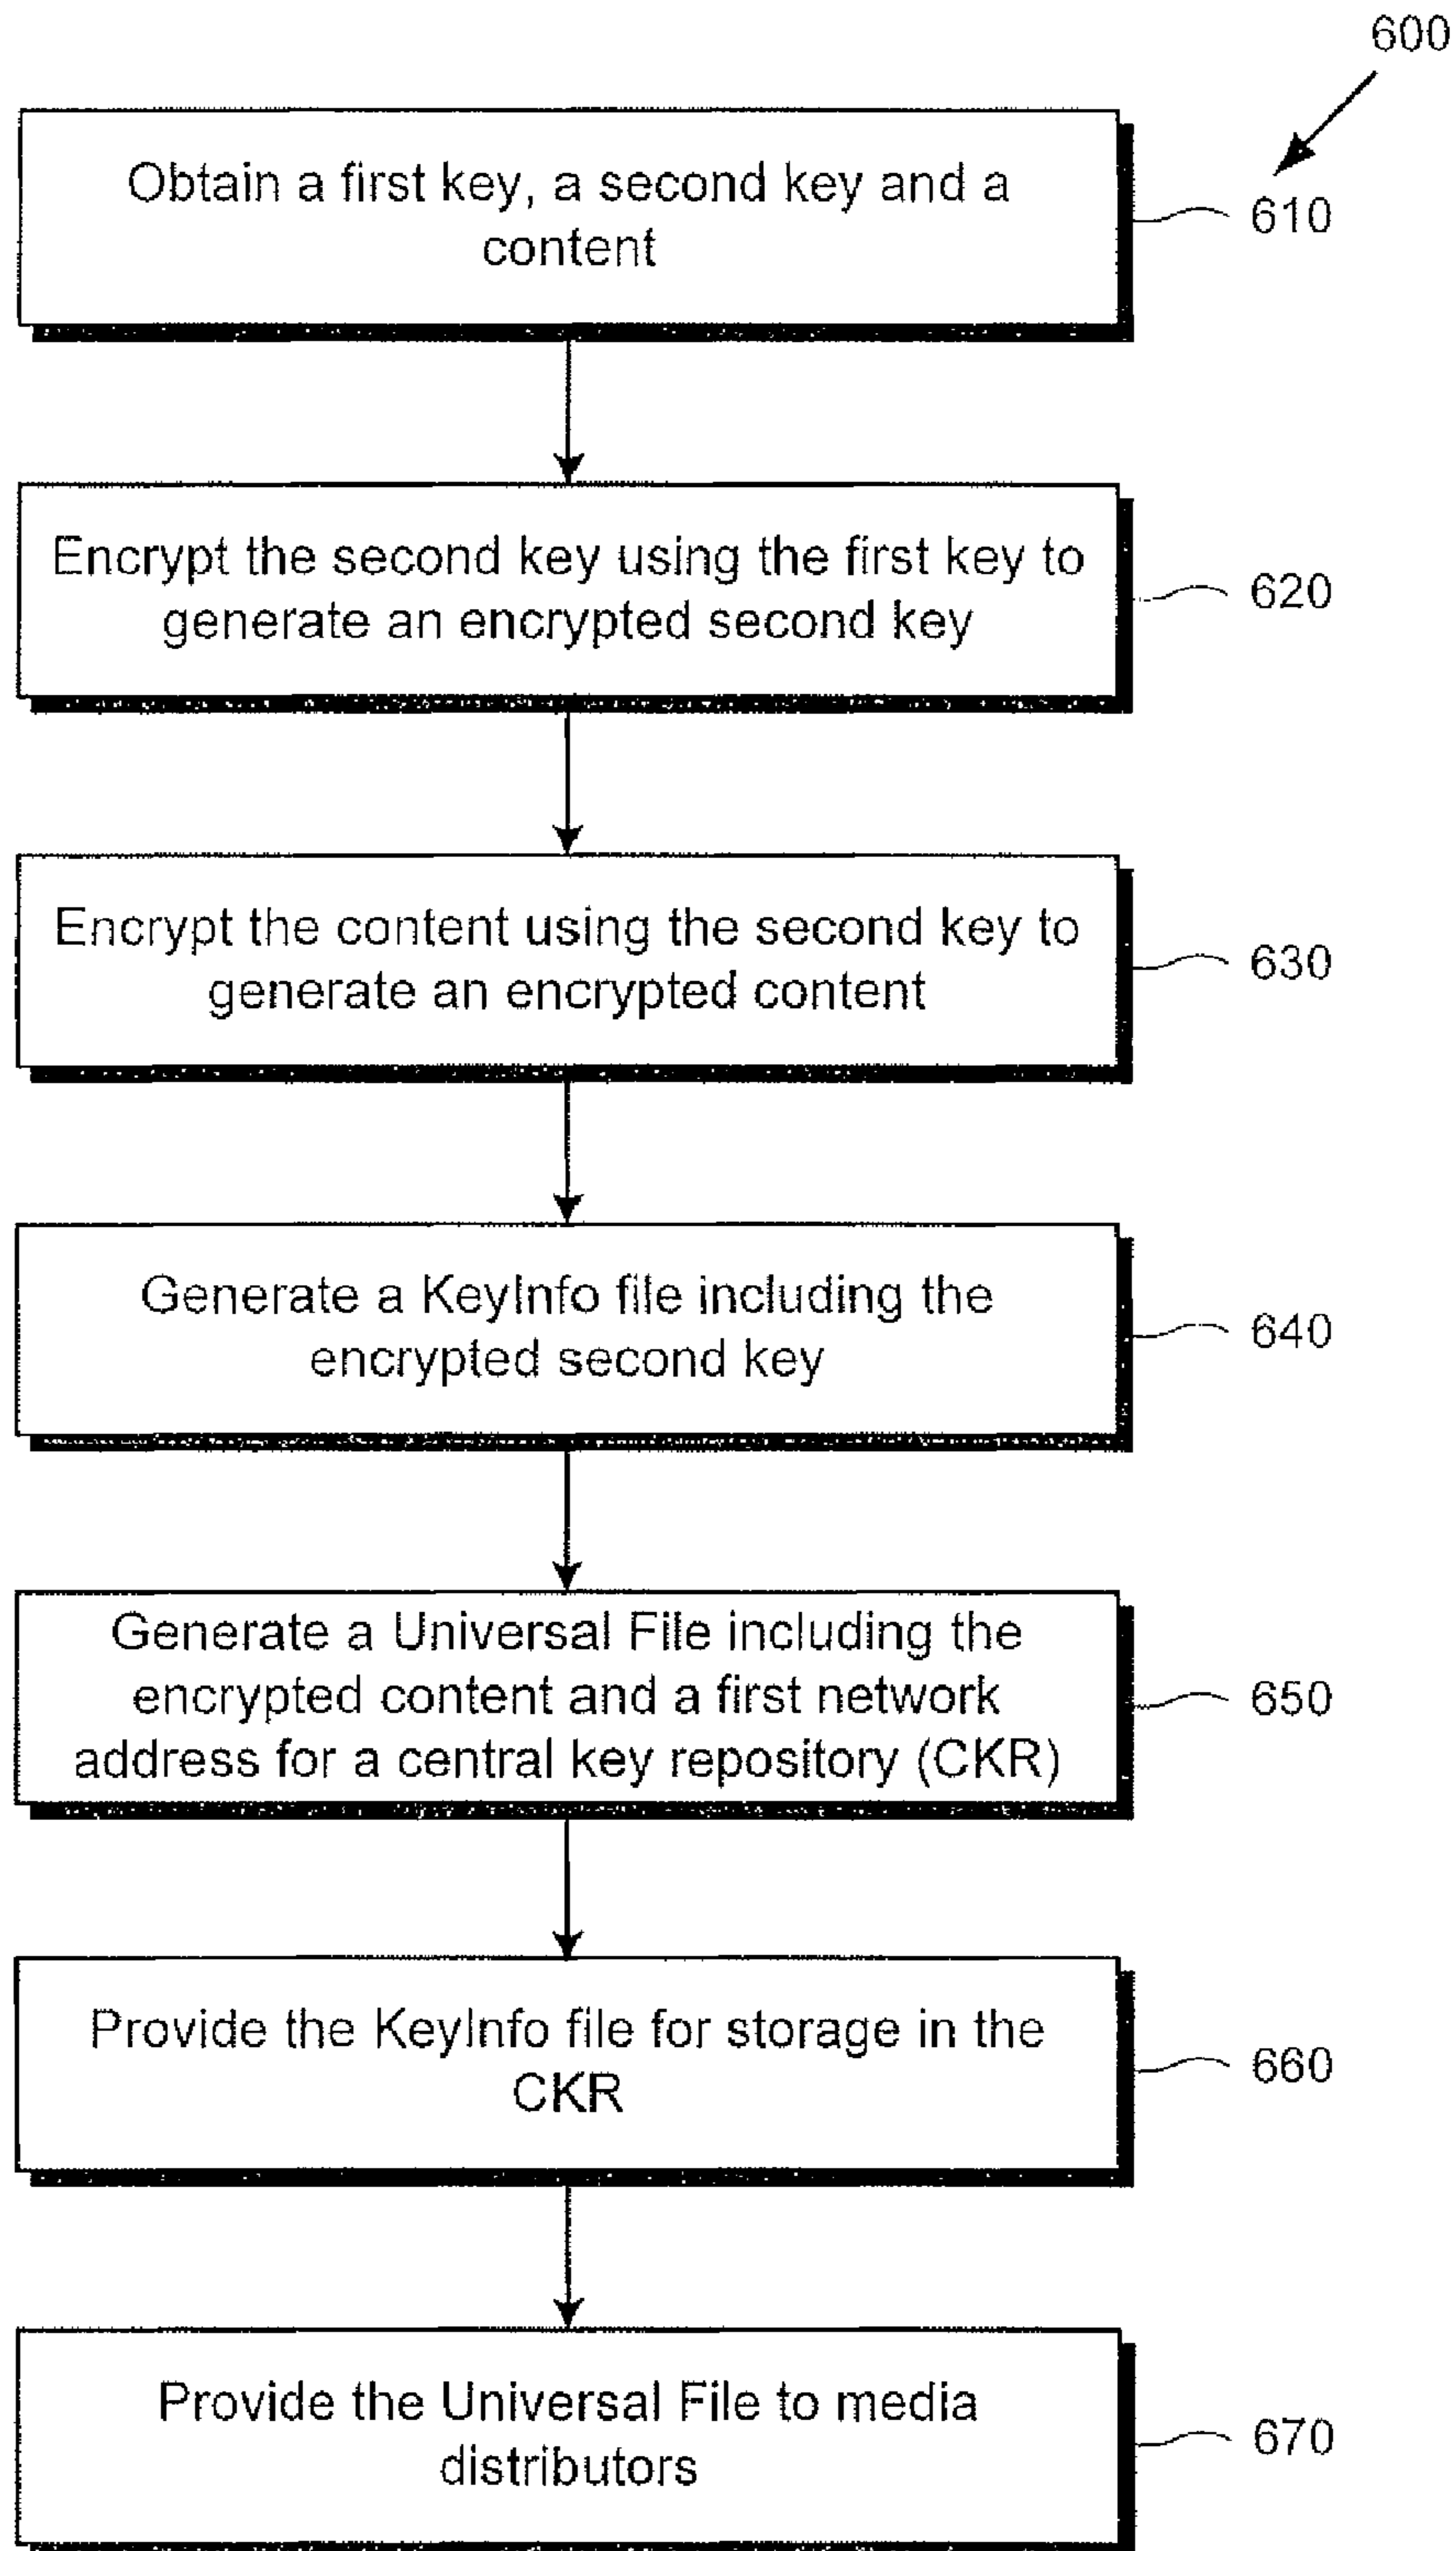 600
Obtain a first key, a second key and a
content
610
Encrypt the second key using the first key to
generate an encrypted second key
620
Encrypt the content using the second key to
generate an encrypted content
630
Generate a KeyInfo file including the
encrypted second key
640
Generate a Universal File including the
encrypted content and a first network
address for a central key repository (CKR)
650
Provide the KeyInfo file for storage in the
CKR
660
Provide the Universal File to media
distributors
670